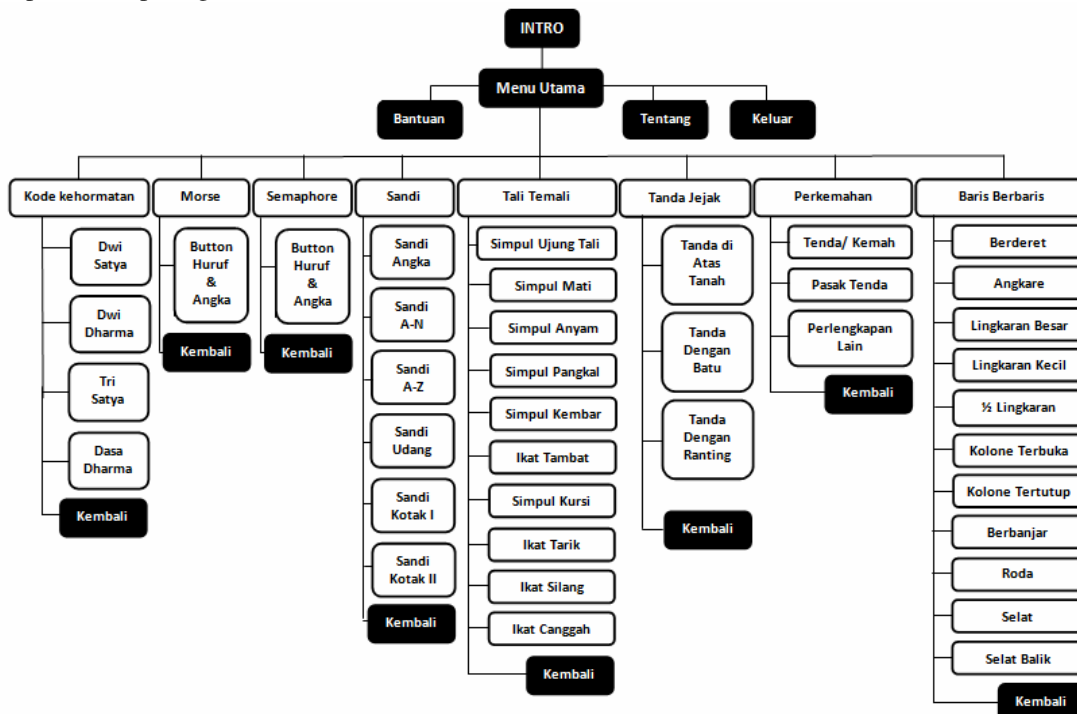 INTRO
Menu Utama
Bantuan
Tentang
Keluar
Kode kehormatan
Dwi
Satya
Dwi
Dharma
Tri
Satya
Dasa
Dharma
Kembali
Morse
Button
Huruf
&
Angka
Kembali
Semaphore
Button
Huruf
&
Angka
Kembali
Sandi
Sandi
Angka
Sandi
A-N
Sandi
A-Z
Sandi
Udang
Sandi
Kotak I
Sandi
Kotak II
Kembali
Tali Temali
Simpul Ujung Tali
Simpul Mati
Simpul Anyam
Simpul Pangkal
Simpul Kembar
Ikat Tambat
Simpul Kursi
Ikat Tarik
Ikat Silang
Ikat Canggah
Kembali
Tanda Jejak
Tanda di
Atas
Tanah
Tanda
Dengan
Batu
Tanda
Dengan
Ranting
Kembali
Perkemahan
Tenda/ Kemah
Pasak Tenda
Perlengkapan
Lain
Kembali
Baris Berbaris
Berderet
Angkare
Lingkaran Besar
Lingkaran Kecil
½ Lingkaran
Kolone Terbuka
Kolone Tertutup
Berbanjar
Roda
Selat
Selat Balik
Kembali